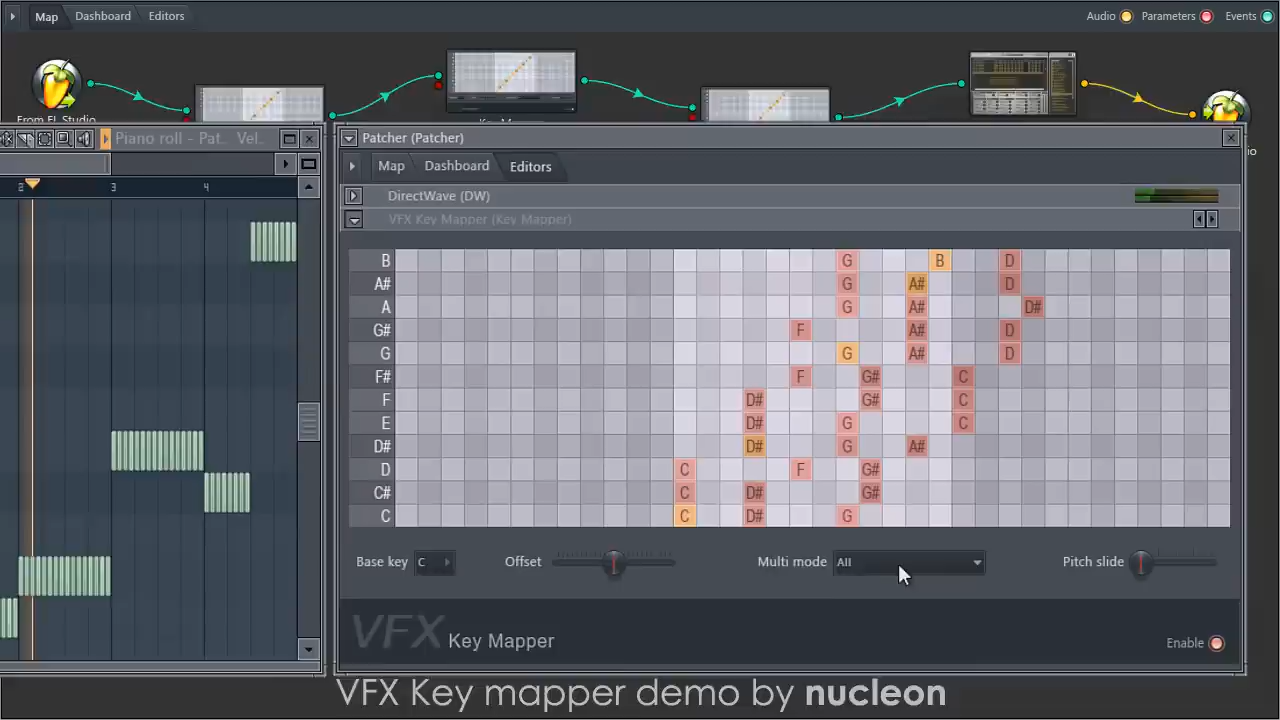 Map Dashboard Editors Audio Parameters Events
From FL Studio
Piano roll - Pat.. Vel..
Patcher (Patcher)
Map Dashboard Editors
2 3 4
DirectWave (DW)
VFX Key Mapper (Key Mapper)
B G B D
A# G A# D
A G A# D#
G# F A# D
G G A# D
F# F G# C
F D# G# C
E D# G C
D# D# G A#
D C F G#
C# C D# G#
C C D# G
Base key C Offset Multi mode All Pitch slide
VFX Key Mapper Enable
VFX Key mapper demo by nucleon